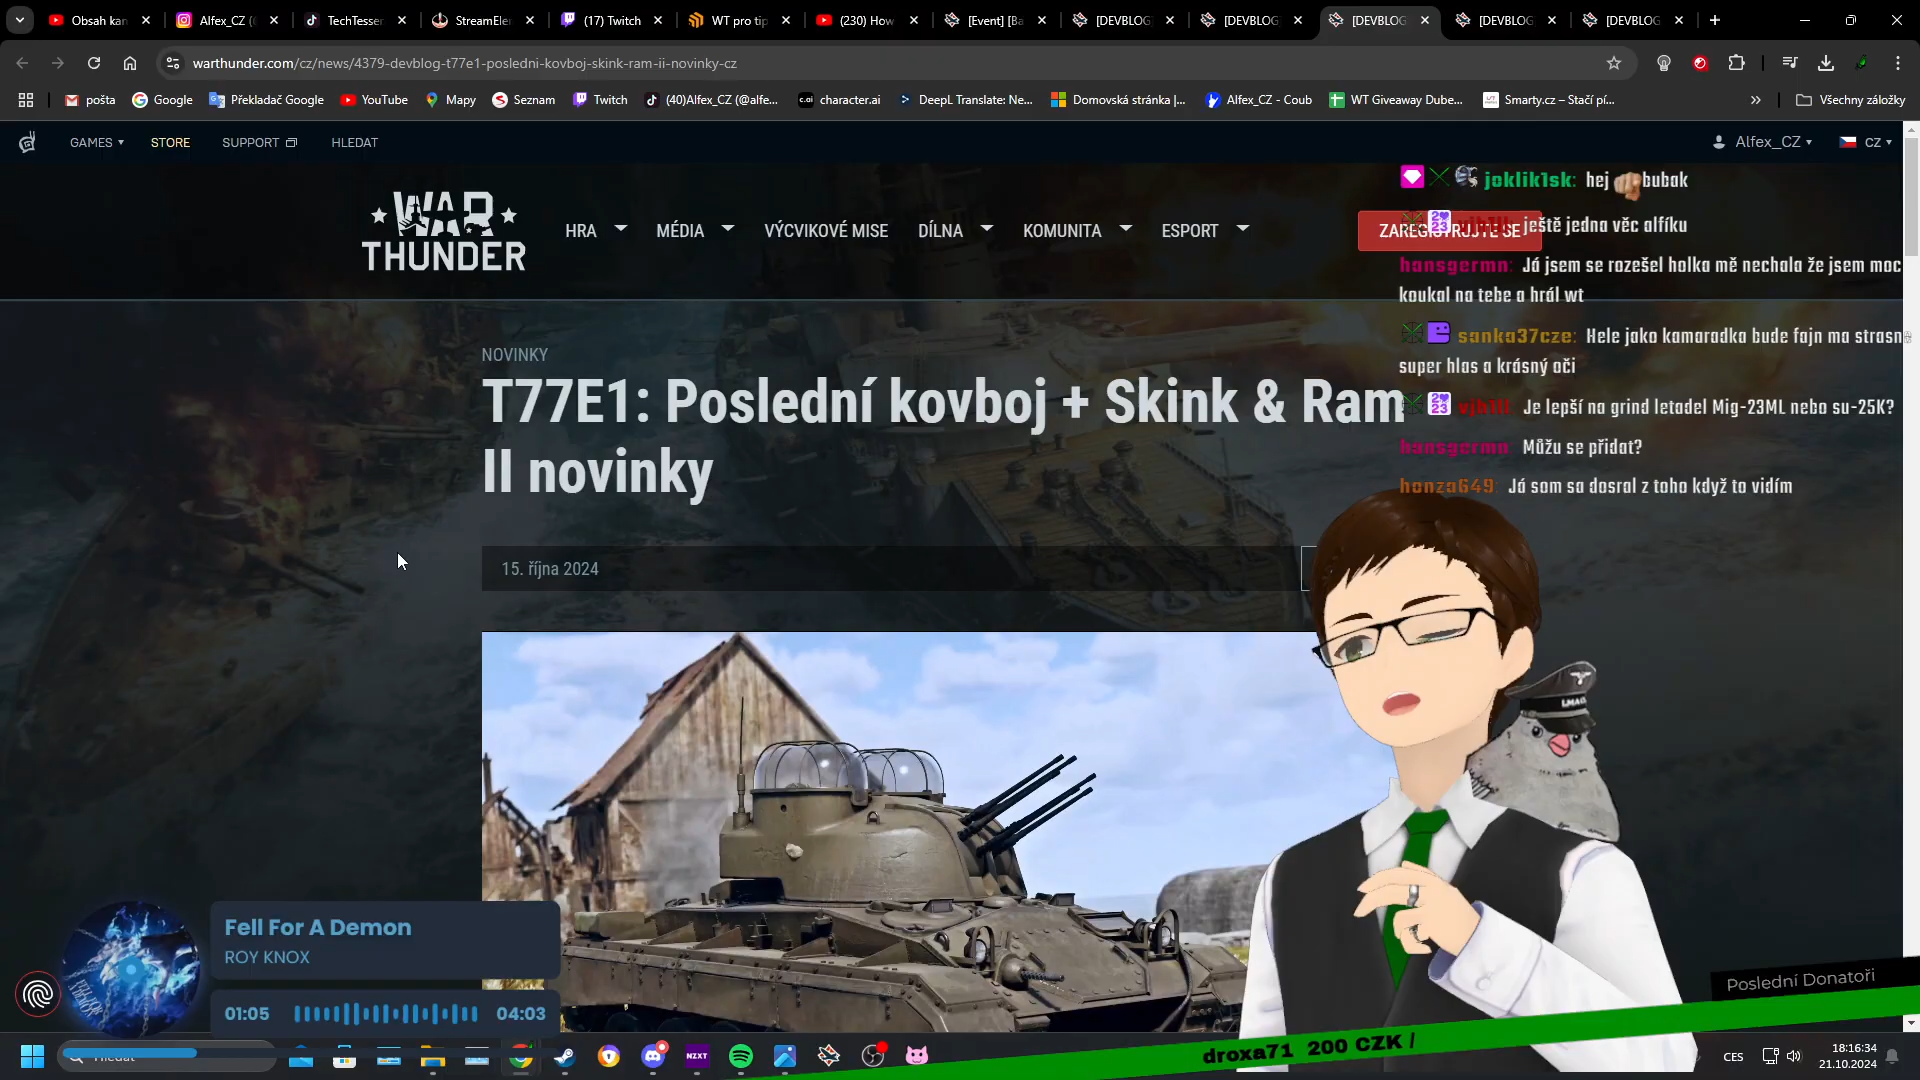 Obsah kan
Alfex_CZ (
TechTesser
StreamEle
(17) Twitch
WT pro tip
(230) How
[Event] [Ba
[DEVBLOG
[DEVBLOG
[DEVBLOG
[DEVBLOG
[DEVBLOG
warthunder.com/cz/news/4379-devblog-t77e1-posledni-kovboj-skink-ram-ii-novinky-cz
pošta
Google
Překladač Google
YouTube
Mapy
Seznam
Twitch
(40)Alfex_CZ (@alfe...
character.ai
DeepL Translate: Ne...
Domovská stránka |...
Alfex_CZ - Coub
WT Giveaway Dube...
Smarty.cz – Stačí pí...
Všechny záložky
GAMES
STORE
SUPPORT
HLEDAT
Alfex_CZ
CZ
WAR
THUNDER
HRA
MÉDIA
VÝCVIKOVÉ MISE
DÍLNA
KOMUNITA
ESPORT
ZAREGISTRUJTE SE
joklik1sk: hej bubak
ještě jedna věc alfíku
hansgermn: Já jsem se rozešel holka mě nechala že jsem moc
koukal na tebe a hrál wt
sanka37cze: Hele jako kamaradka bude fajn ma strasn
super hlas a krásný oči
Je lepší na grind letadel Mig-23ML nebo su-25K?
hansgermn: Můžu se přidat?
honza649: Já som sa dosral z toho když to vidím
NOVINKY
T77E1: Poslední kovboj + Skink & Ram
II novinky
15. října 2024
LMAO
Fell For A Demon
ROY KNOX
01:05
04:03
Poslední Donatoři
droxa71 200 CZK /
Hledat
NZXT
CES
18:16:34
21.10.2024